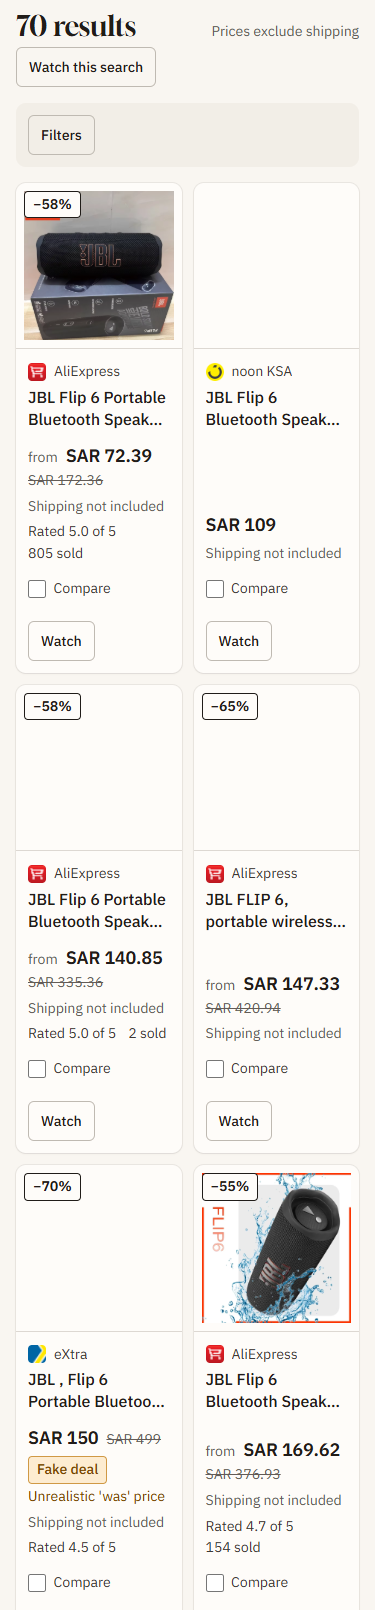 70 results
Prices exclude shipping
Watch this search
Filters
−58%
JBL
AliExpress
JBL Flip 6 Portable
Bluetooth Speak...
from SAR 72.39
SAR 172.36
Shipping not included
Rated 5.0 of 5
805 sold
Compare
Watch
noon KSA
JBL Flip 6
Bluetooth Speak...
SAR 109
Shipping not included
Compare
Watch
−58%
AliExpress
JBL Flip 6 Portable
Bluetooth Speak...
from SAR 140.85
SAR 335.36
Shipping not included
Rated 5.0 of 5 2 sold
Compare
Watch
−65%
AliExpress
JBL FLIP 6,
portable wireless...
from SAR 147.33
SAR 420.94
Shipping not included
Compare
Watch
−70%
eXtra
JBL , Flip 6
Portable Bluetoo...
SAR 150 SAR 499
Fake deal
Unrealistic 'was' price
Shipping not included
Rated 4.5 of 5
Compare
−55%
FLIP6
JBL
AliExpress
JBL Flip 6
Bluetooth Speak...
from SAR 169.62
SAR 376.93
Shipping not included
Rated 4.7 of 5
154 sold
Compare